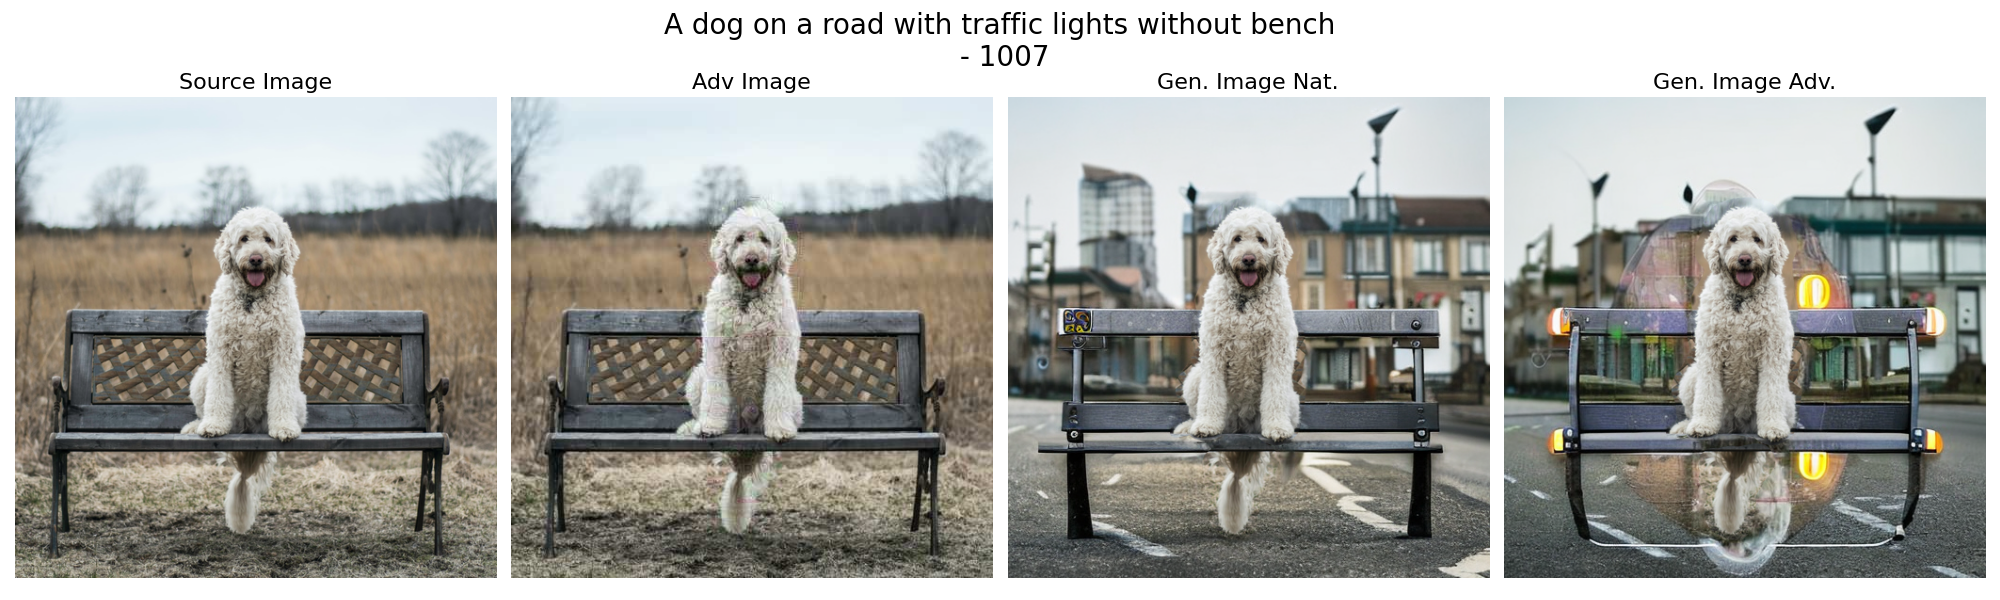 A dog on a road with traffic lights without bench
- 1007
Source Image
Adv Image
Gen. Image Nat.
Gen. Image Adv.